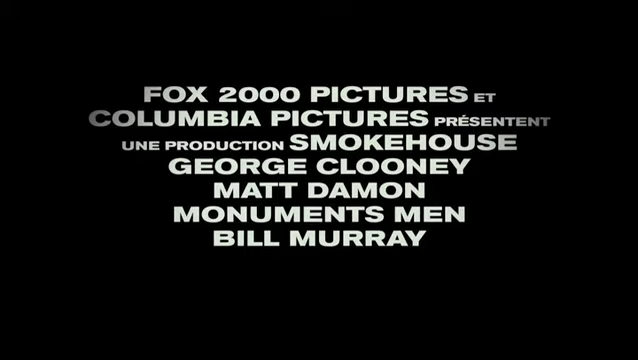 FOX 2000 PICTURES ET
COLUMBIA PICTURES PRÉSENTENT
UNE PRODUCTION SMOKEHOUSE
GEORGE CLOONEY
MATT DAMON
MONUMENTS MEN
BILL MURRAY